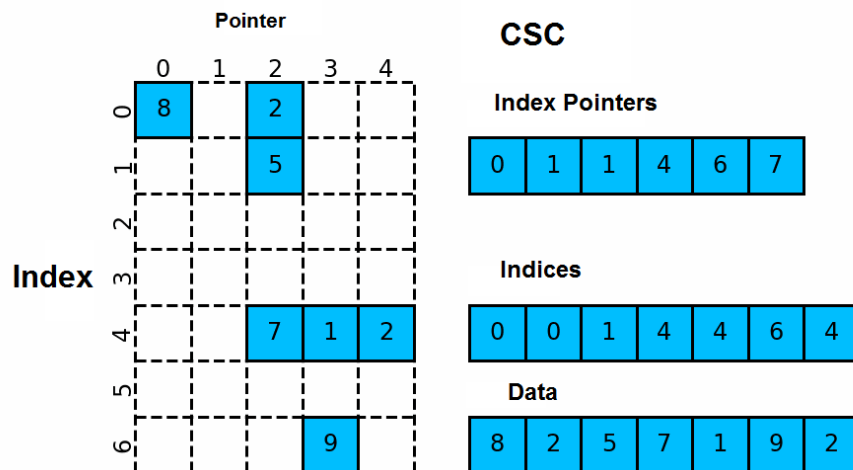 Pointer
CSC
0 1 2 3 4
0 8 2
Index Pointers
1 5
0 1 1 4 6 7
2
Indices
Index
3
4 7 1 2
0 0 1 4 4 6 4
5
Data
6 9
8 2 5 7 1 9 2